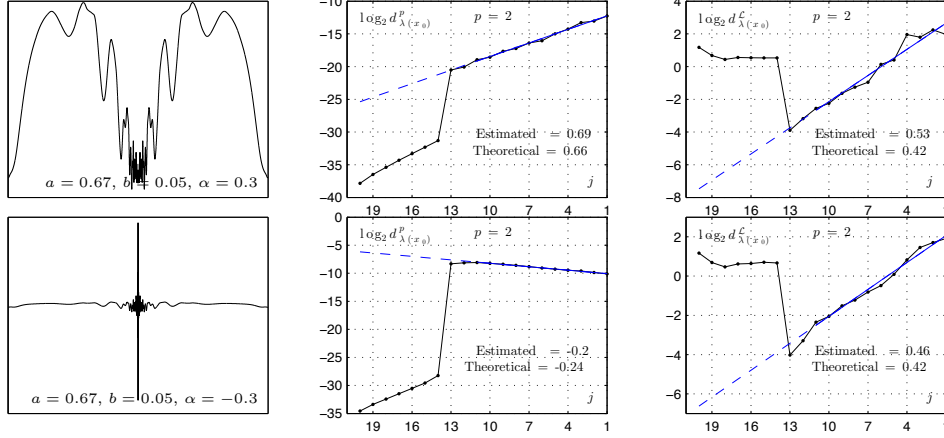 a = 0.67, b = 0.05, α = 0.3
log₂ d^p_λ(x₀)
p = 2
−10
−15
−20
−25
−30
−35
−40
Estimated = 0.69
Theoretical = 0.66
j
19 16 13 10 7 4 1
log₂ d^𝓛_λ(x₀)
p = 2
4
2
0
−2
−4
−6
−8
Estimated = 0.53
Theoretical = 0.42
j
19 16 13 10 7 4
a = 0.67, b = 0.05, α = −0.3
log₂ d^p_λ(x₀)
p = 2
0
−5
−10
−15
−20
−25
−30
−35
Estimated = -0.2
Theoretical = -0.24
j
19 16 13 10 7 4 1
log₂ d^𝓛_λ(x₀)
p = 2
2
0
−2
−4
−6
Estimated = 0.46
Theoretical = 0.42
j
19 16 13 10 7 4